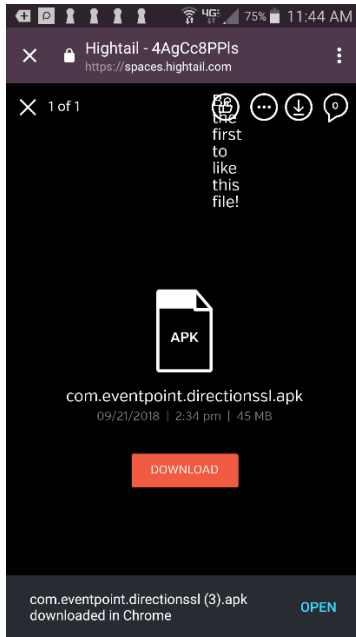 75% 11:44 AM
Hightail - 4AgCc8PPls
https://spaces.hightail.com
1 of 1
0
Be
the
first
to
like
this
file!
APK
com.eventpoint.directionssl.apk
09/21/2018 | 2:34 pm | 45 MB
DOWNLOAD
com.eventpoint.directionssl (3).apk
downloaded in Chrome
OPEN